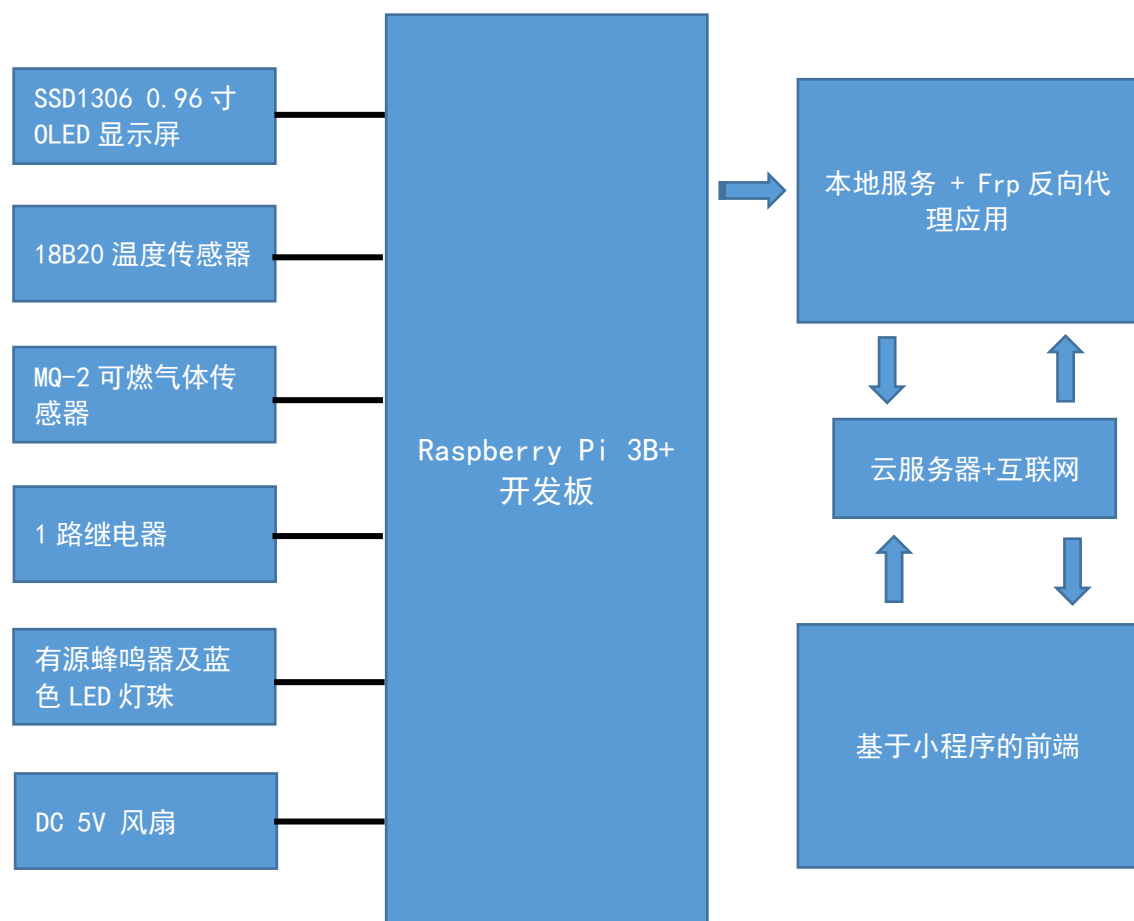 SSD1306 0.96 寸
OLED 显示屏
18B20 温度传感器
MQ-2 可燃气体传
感器
1 路继电器
有源蜂鸣器及蓝
色 LED 灯珠
DC 5V 风扇
Raspberry Pi 3B+
开发板
本地服务 + Frp 反向代
理应用
云服务器+互联网
基于小程序的前端